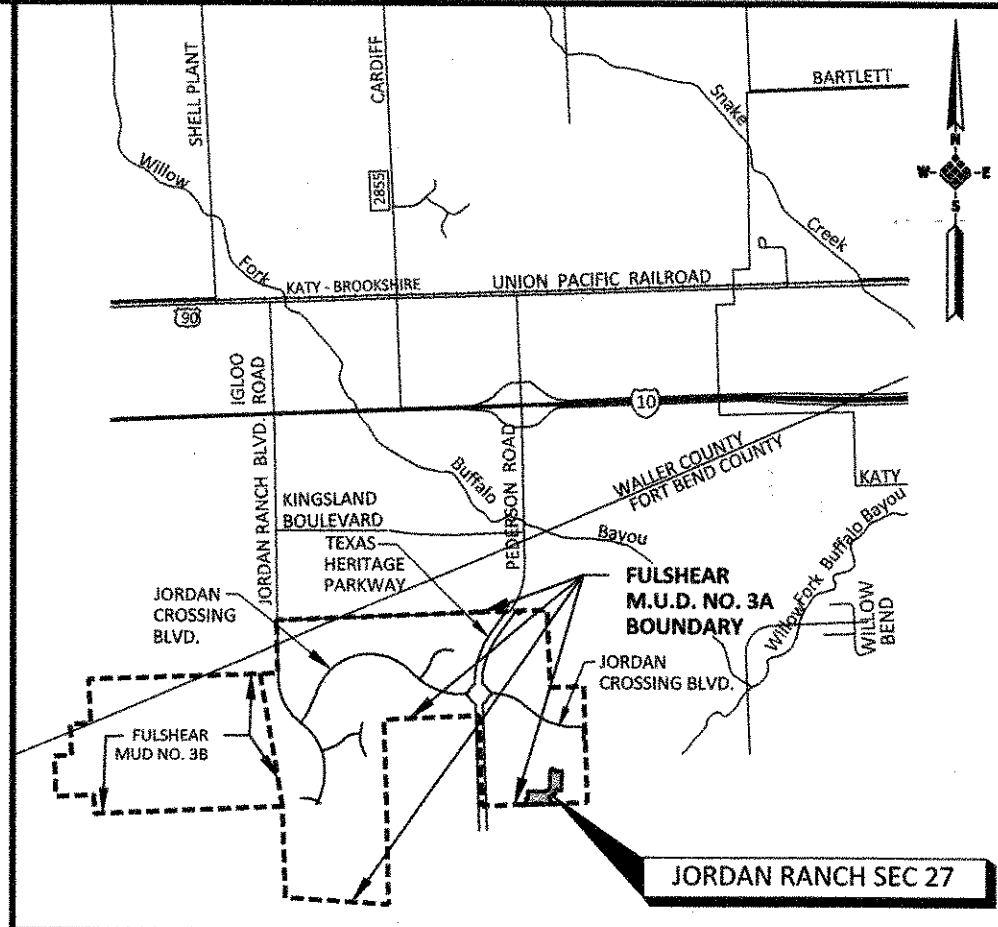 SHELL PLANT
CARDIFF
BARTLETT
Snake
Creek
N
W
E
S
Willow
Fork
2855
KATY - BROOKSHIRE
UNION PACIFIC RAILROAD
90
IGLOO
ROAD
10
JORDAN RANCH BLVD.
PEDERSON ROAD
WALLER COUNTY
FORT BEND COUNTY
KATY
Buffalo
Bayou
KINGSLAND
BOULEVARD
TEXAS
HERITAGE
PARKWAY
Willow Fork Buffalo Bayou
WILLOW
BEND
FULSHEAR
M.U.D. NO. 3A
BOUNDARY
JORDAN
CROSSING
BLVD.
JORDAN
CROSSING BLVD.
FULSHEAR
MUD NO. 3B
JORDAN RANCH SEC 27